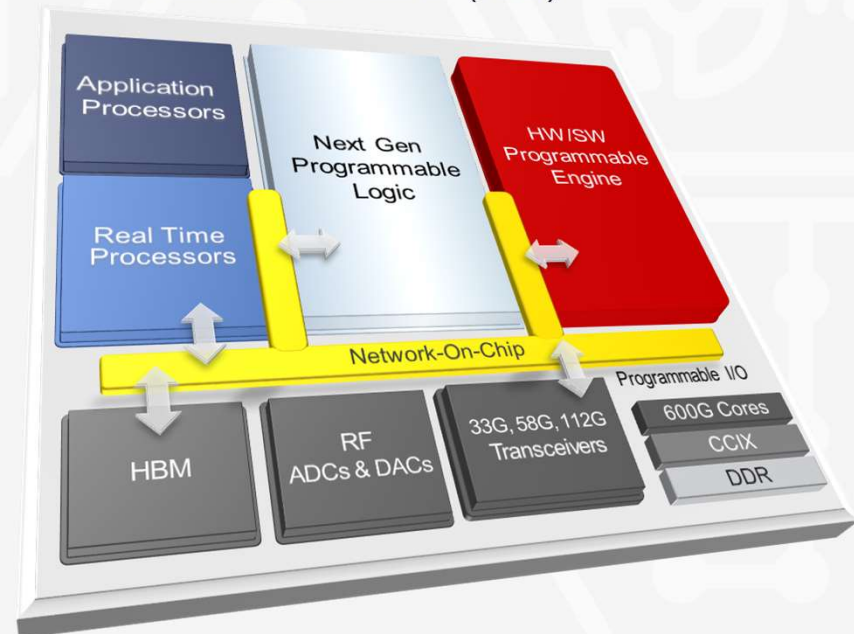 Application
Processors
Next Gen
Programmable
Logic
HW/SW
Programmable
Engine
Real Time
Processors
Network-On-Chip
Programmable I/O
HBM
RF
ADCs & DACs
33G, 58G, 112G
Transceivers
600G Cores
CCIX
DDR